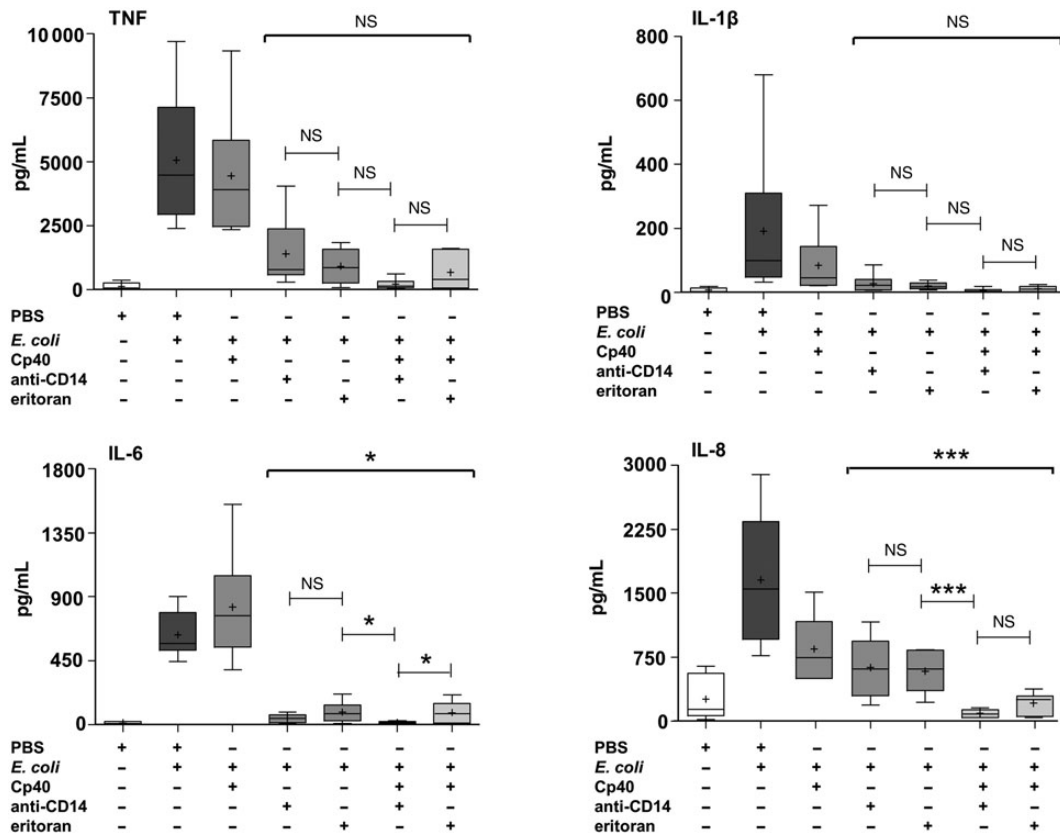 TNF
NS
10 000
7500
5000
2500
0
pg/mL
NS
NS
NS
PBS + + – – – – –
E. coli – + + + + + +
Cp40 – – + – – + +
anti-CD14 – – – + – + –
eritoran – – – – + – +
IL-1β
NS
800
600
400
200
0
pg/mL
NS
NS
NS
PBS + + – – – – –
E. coli – + + + + + +
Cp40 – – + – – + +
anti-CD14 – – – + – + –
eritoran – – – – + – +
IL-6
*
1800
1350
900
450
0
pg/mL
NS
*
*
PBS + + – – – – –
E. coli – + + + + + +
Cp40 – – + – – + +
anti-CD14 – – – + – + –
eritoran – – – – + – +
IL-8
***
3000
2250
1500
750
0
pg/mL
NS
***
NS
PBS + + – – – – –
E. coli – + + + + + +
Cp40 – – + – – + +
anti-CD14 – – – + – + –
eritoran – – – – + – +